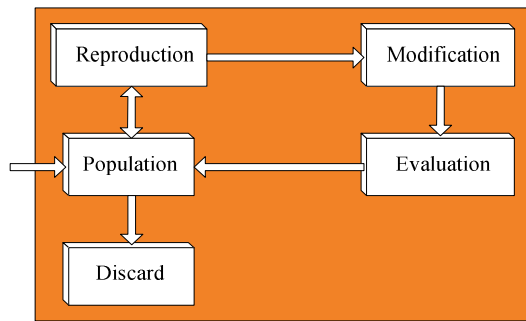 Reproduction
Modification
Population
Evaluation
Discard